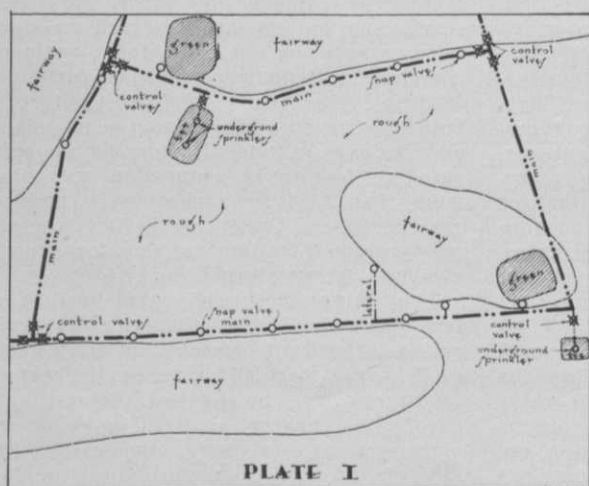 green
fairway
fairway
control
valves
snap valves
main
control
valves
rough
tee
underground
sprinklers
main
rough
fairway
main
green
lateral
control valves
snap valve
main
control
valve
underground
sprinkler
tee
fairway
PLATE I